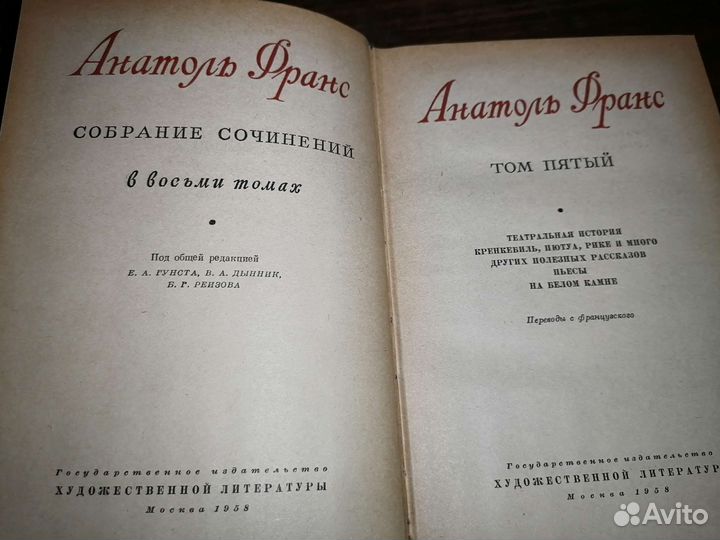 Анатоль Франс
СОБРАНИЕ СОЧИНЕНИЙ
в восьми томах
Под общей редакцией
Е. А. ГУНСТА, В. А. ДЫННИК,
Б. Г. РЕИЗОВА
Государственное издательство
ХУДОЖЕСТВЕННОЙ ЛИТЕРАТУРЫ
Москва 1958
Анатоль Франс
ТОМ ПЯТЫЙ
ТЕАТРАЛЬНАЯ ИСТОРИЯ
КРЕНКЕБИЛЬ, ПЮТУА, РИКЕ И МНОГО
ДРУГИХ ПОЛЕЗНЫХ РАССКАЗОВ
ПЬЕСЫ
НА БЕЛОМ КАМНЕ
Переводы с французского
Государственное издательство
ХУДОЖЕСТВЕННОЙ ЛИТЕРАТУР
Москва 1958
Avito